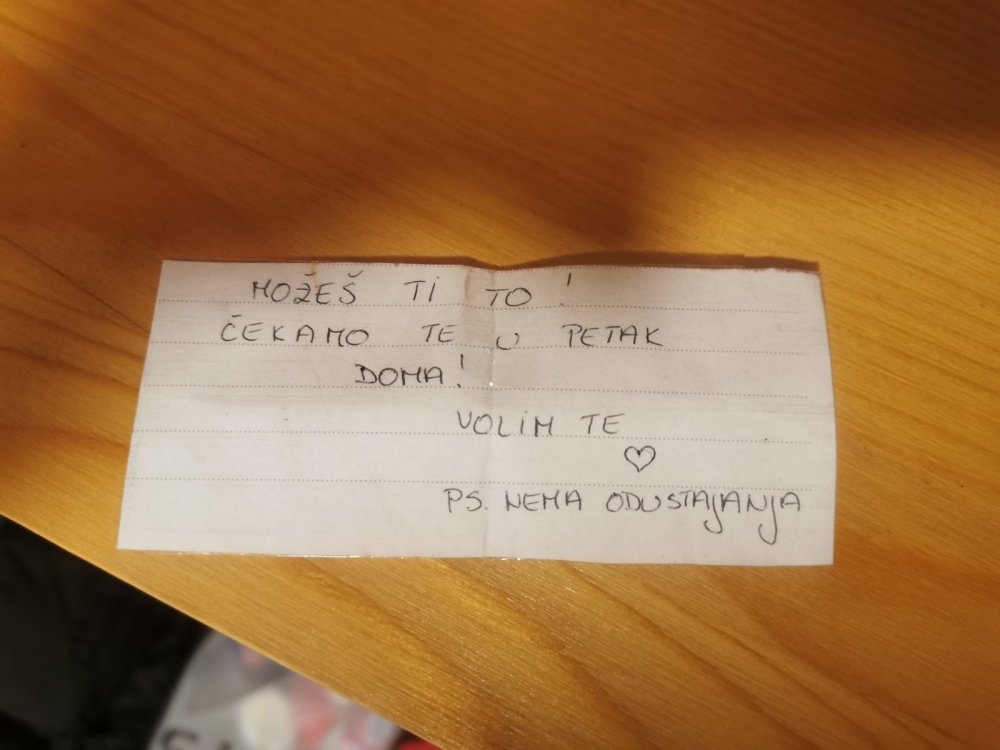 MOŽEŠ TI TO!
ČEKAMO TE U PETAK
DOMA!
VOLIM TE
♡
PS. NEMA ODUSTAJANJA